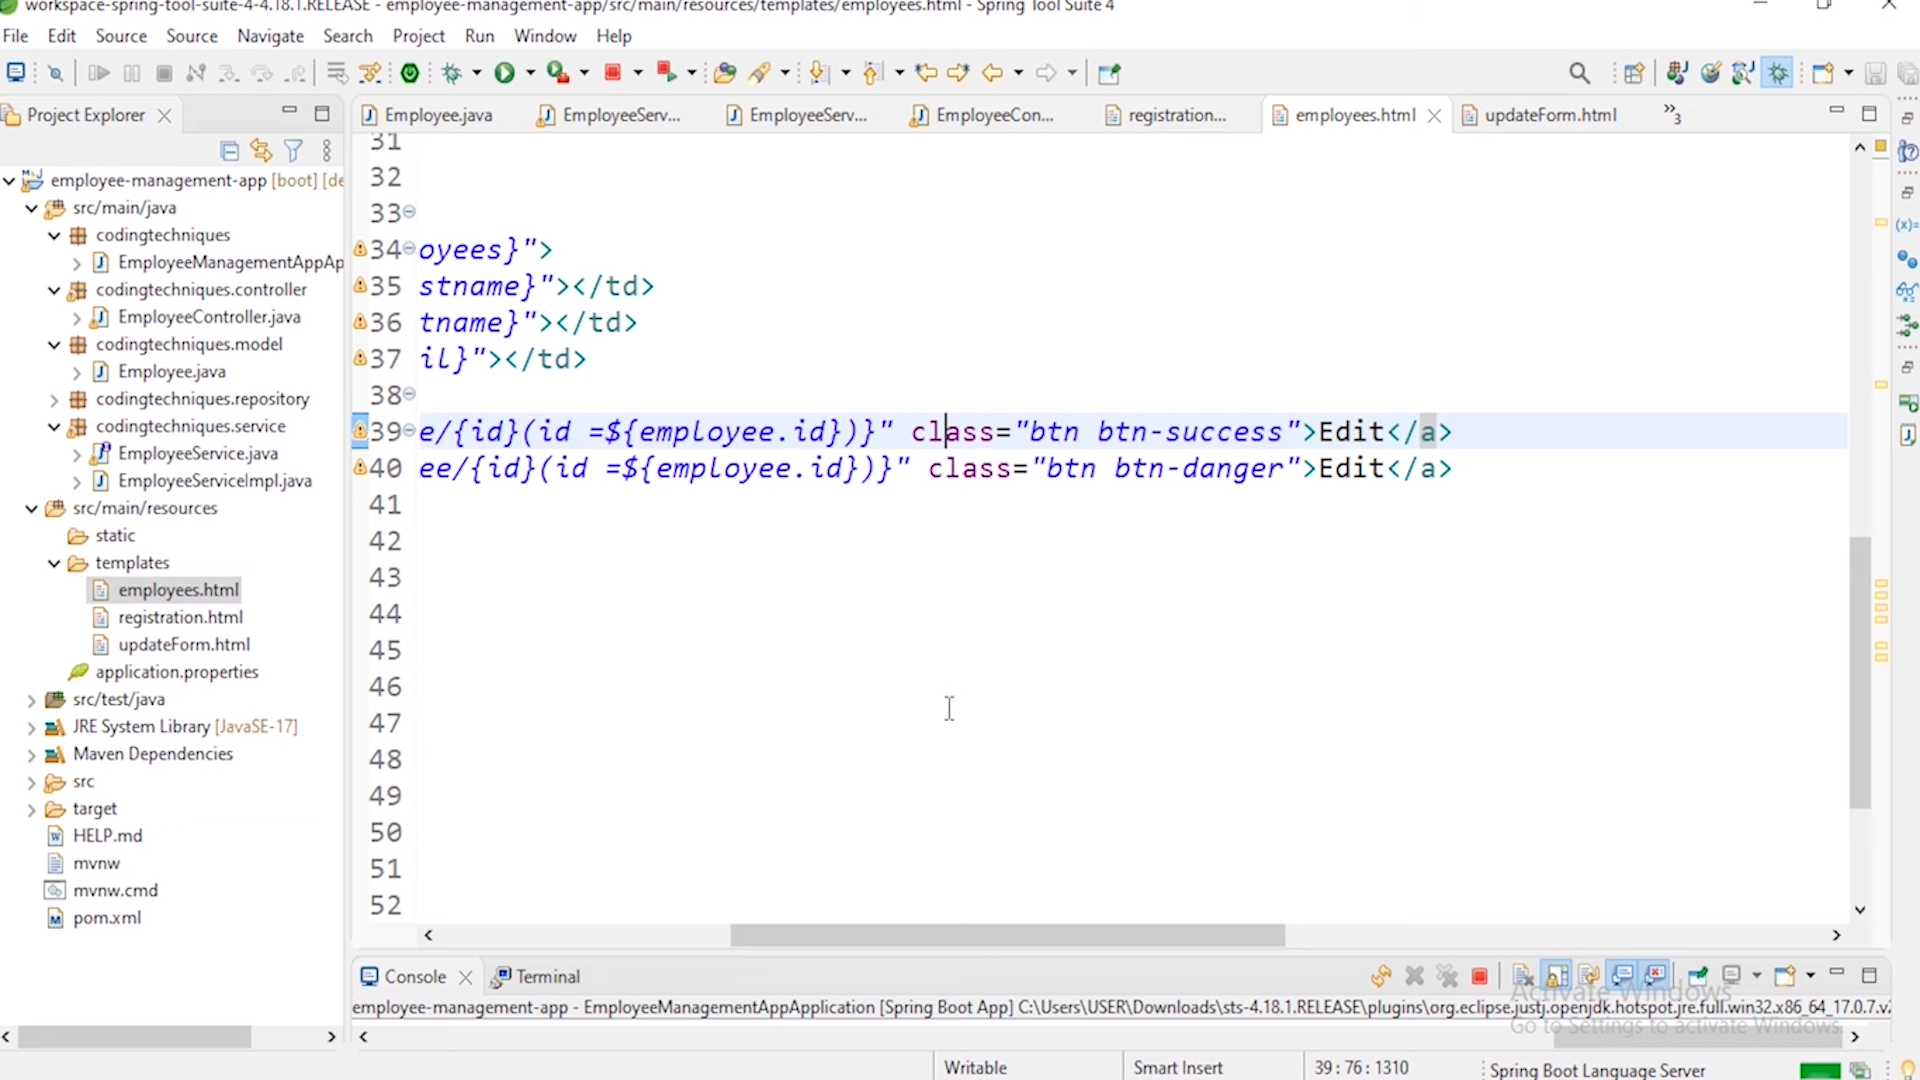 workspace-spring-tool-suite-4-4.18.1.RELEASE - employee-management-app/src/main/resources/templates/employees.html - Spring Tool Suite 4
File Edit Source Source Navigate Search Project Run Window Help
Project Explorer
employee-management-app [boot] [de
src/main/java
codingtechniques
EmployeeManagementAppAp
codingtechniques.controller
EmployeeController.java
codingtechniques.model
Employee.java
codingtechniques.repository
codingtechniques.service
EmployeeService.java
EmployeeServiceImpl.java
src/main/resources
static
templates
employees.html
registration.html
updateForm.html
application.properties
src/test/java
JRE System Library [JavaSE-17]
Maven Dependencies
src
target
HELP.md
mvnw
mvnw.cmd
pom.xml
Employee.java EmployeeServ... EmployeeServ... EmployeeCon... registration... employees.html updateForm.html »3
31
32
33
34 oyees}">
35 stname}"></td>
36 tname}"></td>
37 il}"></td>
38
39 e/{id}(id =${employee.id})}" class="btn btn-success">Edit</a>
40 ee/{id}(id =${employee.id})}" class="btn btn-danger">Edit</a>
41
42
43
44
45
46
47
48
49
50
51
52
Console Terminal
employee-management-app - EmployeeManagementAppApplication [Spring Boot App] C:\Users\USER\Downloads\sts-4.18.1.RELEASE\plugins\org.eclipse.justj.openjdk.hotspot.jre.full.win32.x86_64_17.0.7.v
Activate Windows
Go to Settings to activate Windows.
Writable Smart Insert 39 : 76 : 1310 Spring Boot Language Server